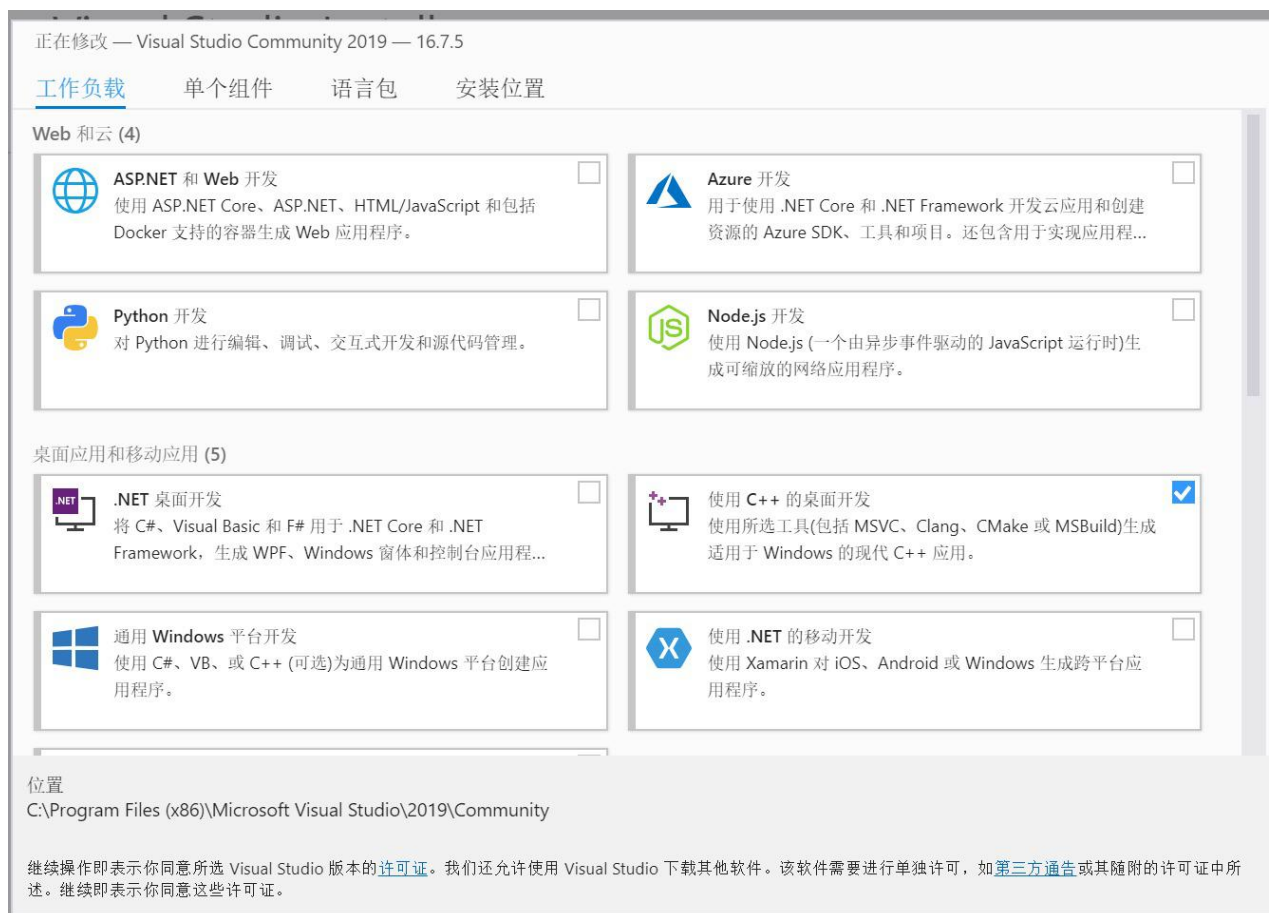 正在修改 — Visual Studio Community 2019 — 16.7.5
工作负载 单个组件 语言包 安装位置
Web 和云 (4)
ASP.NET 和 Web 开发
使用 ASP.NET Core、ASP.NET、HTML/JavaScript 和包括
Docker 支持的容器生成 Web 应用程序。
Azure 开发
用于使用 .NET Core 和 .NET Framework 开发云应用和创建
资源的 Azure SDK、工具和项目。还包含用于实现应用程...
Python 开发
对 Python 进行编辑、调试、交互式开发和源代码管理。
Node.js 开发
使用 Node.js (一个由异步事件驱动的 JavaScript 运行时)生
成可缩放的网络应用程序。
桌面应用和移动应用 (5)
.NET 桌面开发
将 C#、Visual Basic 和 F# 用于 .NET Core 和 .NET
Framework，生成 WPF、Windows 窗体和控制台应用程...
使用 C++ 的桌面开发
使用所选工具(包括 MSVC、Clang、CMake 或 MSBuild)生成
适用于 Windows 的现代 C++ 应用。
通用 Windows 平台开发
使用 C#、VB、或 C++ (可选)为通用 Windows 平台创建应
用程序。
使用 .NET 的移动开发
使用 Xamarin 对 iOS、Android 或 Windows 生成跨平台应
用程序。
位置
C:\Program Files (x86)\Microsoft Visual Studio\2019\Community
继续操作即表示你同意所选 Visual Studio 版本的许可证。我们还允许使用 Visual Studio 下载其他软件。该软件需要进行单独许可，如第三方通告或其随附的许可证中所
述。继续即表示你同意这些许可证。